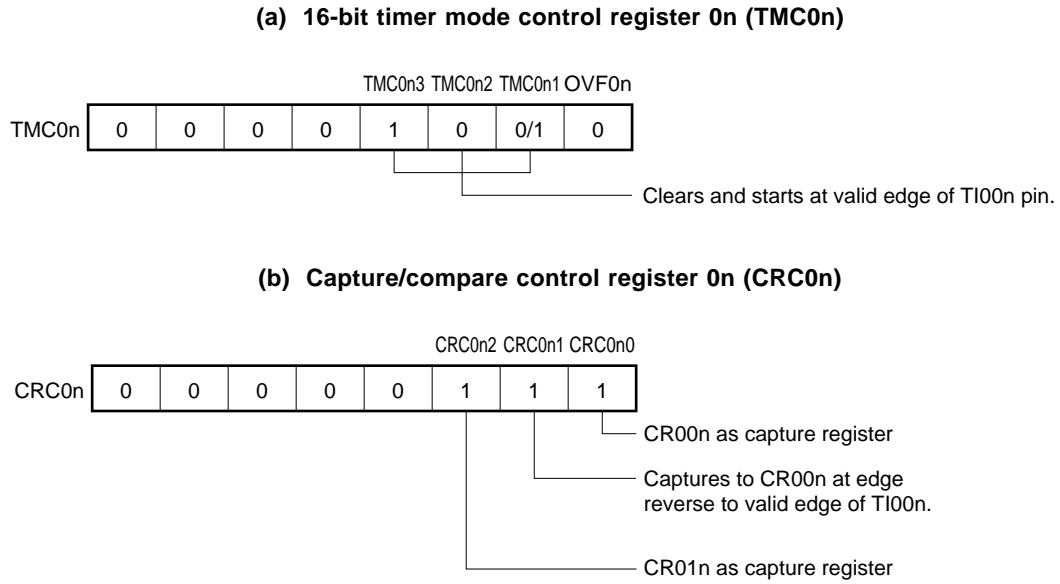 (a) 16-bit timer mode control register 0n (TMC0n)
TMC0n3 TMC0n2 TMC0n1 OVF0n
TMC0n 0 0 0 0 1 0 0/1 0
Clears and starts at valid edge of TI00n pin.
(b) Capture/compare control register 0n (CRC0n)
CRC0n2 CRC0n1 CRC0n0
CRC0n 0 0 0 0 0 1 1 1
CR00n as capture register
Captures to CR00n at edge
reverse to valid edge of TI00n.
CR01n as capture register